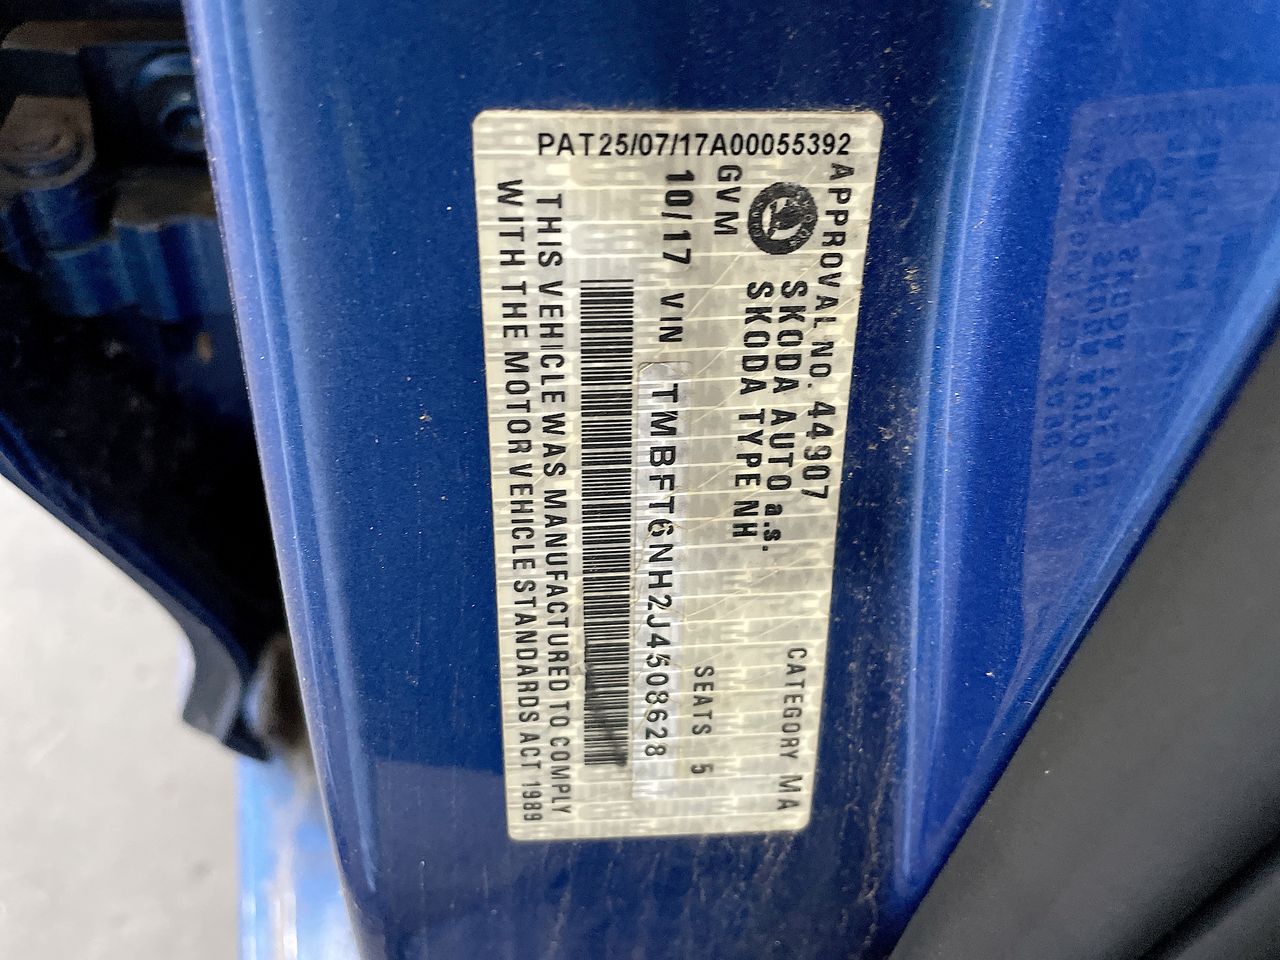 PAT25/07/17A00055392
APPROVAL NO. 44907
CATEGORY MA
SKODA AUTO a.s.
SKODA TYPE NH
GVM
SEATS 5
10/17 VIN TMBFT6NH2J4508628
THIS VEHICLE WAS MANUFACTURED TO COMPLY
WITH THE MOTOR VEHICLE STANDARDS ACT 1989